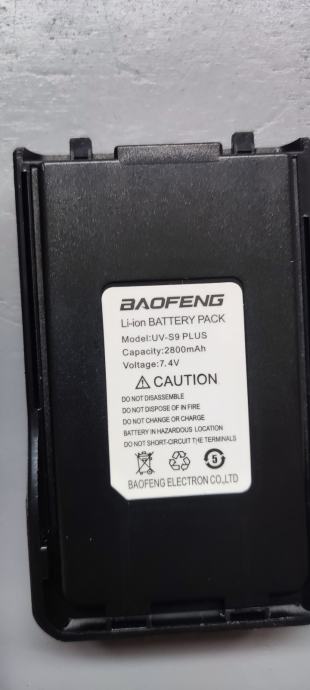 BAOFENG
Li-ion BATTERY PACK
Model:UV-S9 PLUS
Capacity:2800mAh
Voltage:7.4V
CAUTION
DO NOT DISASSEMBLE
DO NOT DISPOSE OF IN FIRE
DO NOT CHANGE OR CHARGE
BATTERY IN HAZARDOUS LOCATION
DO NOT SHORT-CIRCUIT THE TERMINALS
5
BAOFENG ELECTRON CO.,LTD